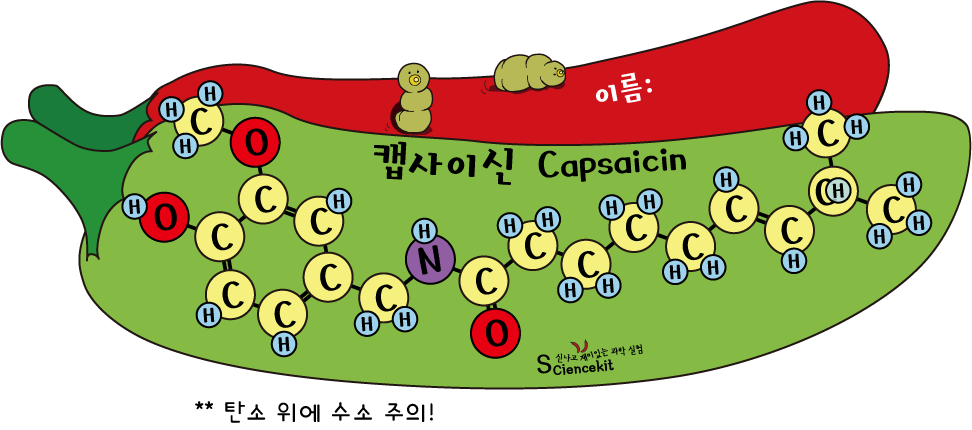 이름:
캡사이신 Capsaicin
H H H C O H C H H
H O C C C H H C C H C H H
C C H C C H N C C H H C H H C H H C H H C H C H
H H H H O
신나고 재미있는 과학 실험
SCiencekit
** 탄소 위에 수소 주의!